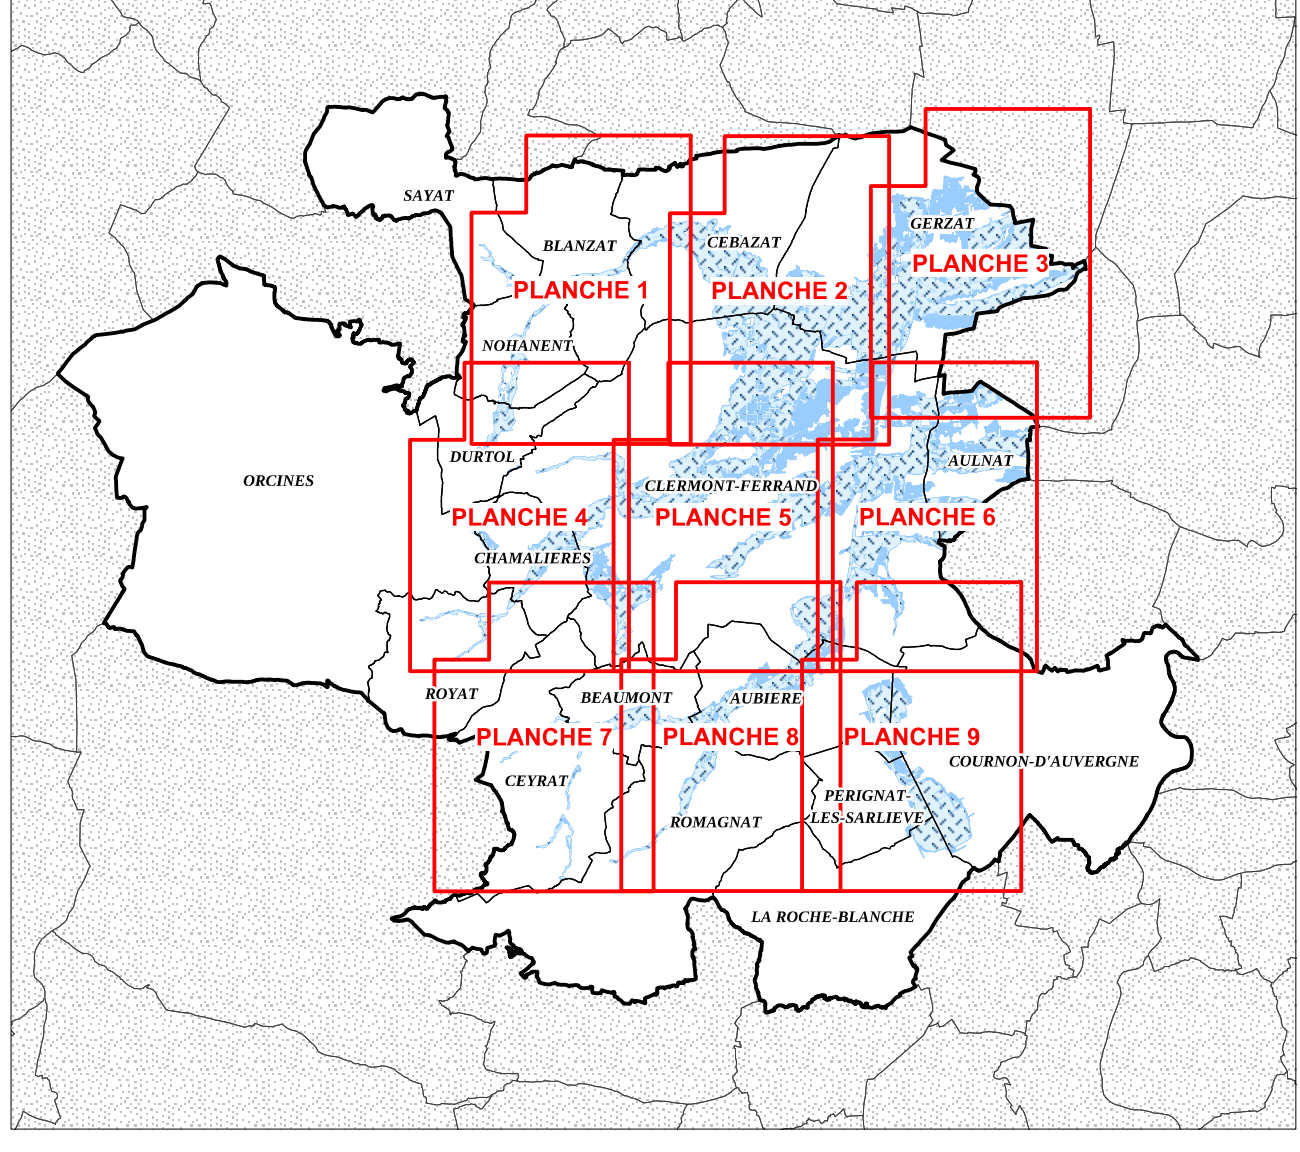 SAYAT
BLANZAT
CEBAZAT
GERZAT
PLANCHE 1
PLANCHE 2
PLANCHE 3
NOHANENT
ORCINES
DURTOL
CLERMONT-FERRAND
AULNAT
PLANCHE 4
PLANCHE 5
PLANCHE 6
CHAMALIERES
ROYAT
BEAUMONT
AUBIERE
PLANCHE 7
PLANCHE 8
PLANCHE 9
CEYRAT
COURNON-D'AUVERGNE
ROMAGNAT
PERIGNAT-
LES-SARLIEVE
LA ROCHE-BLANCHE